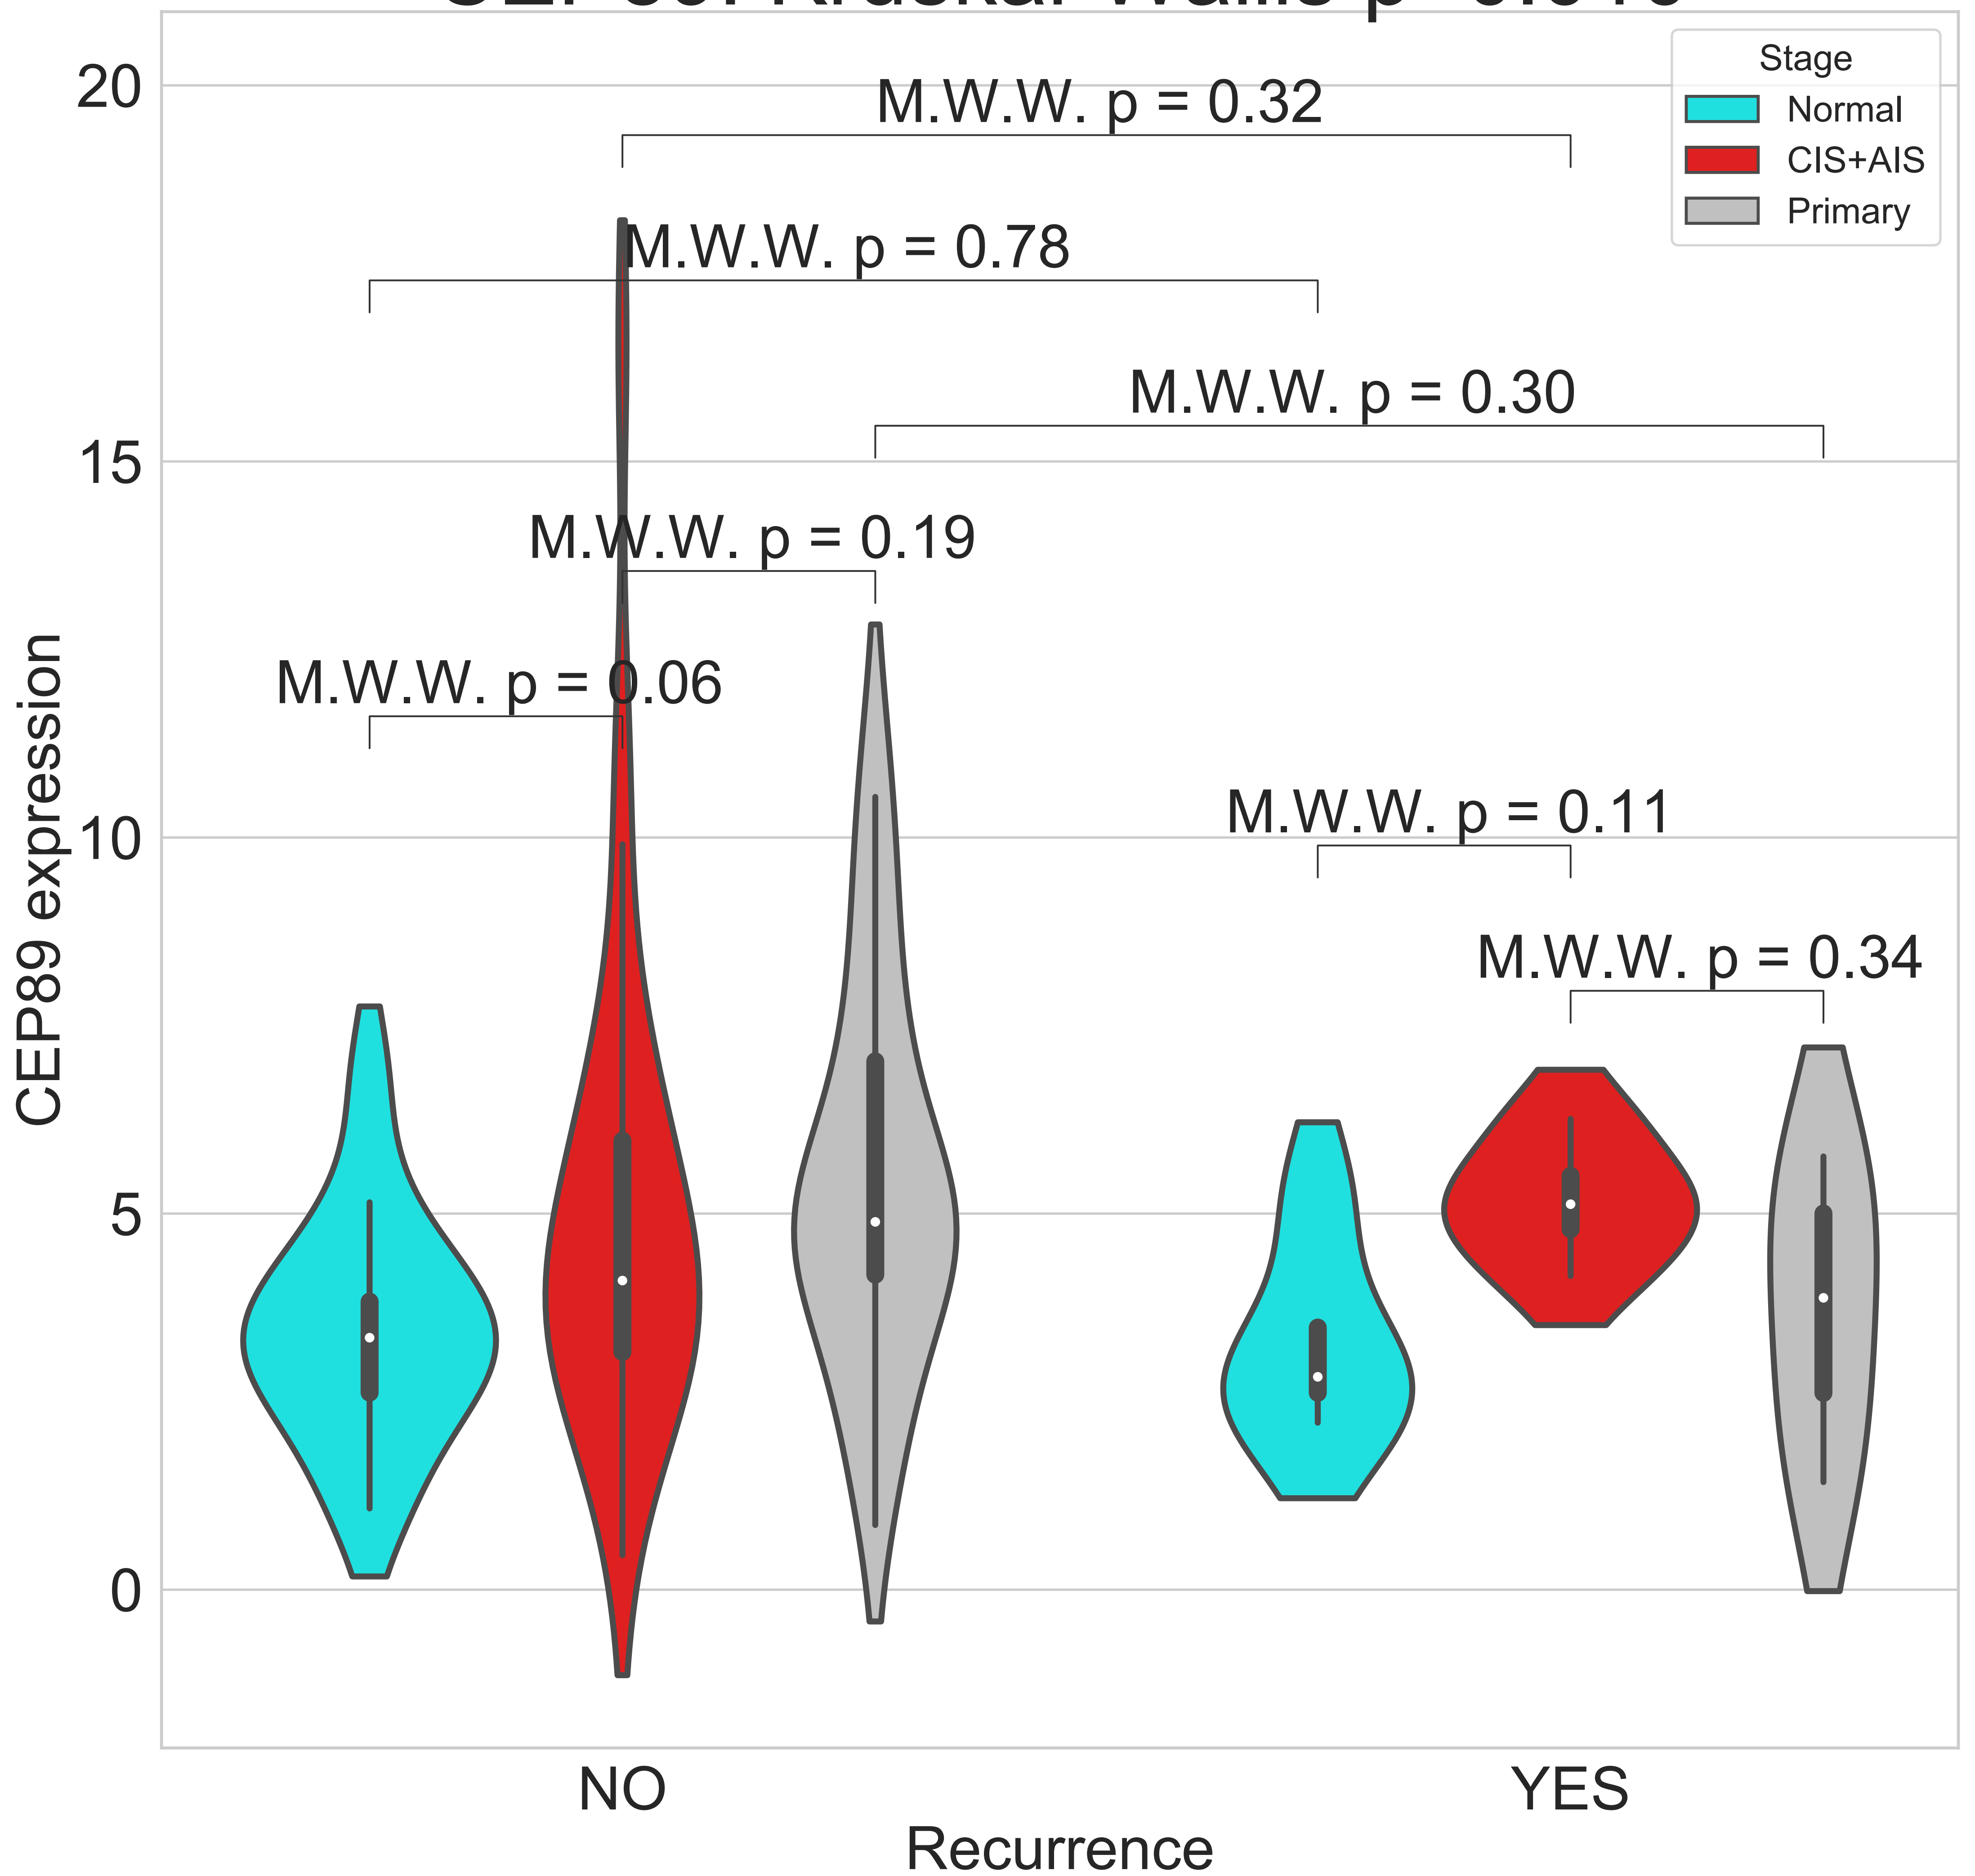 Stage
Normal
CIS+AIS
Primary
20
15
10
5
0
CEP89 expression
M.W.W. p = 0.32
M.W.W. p = 0.78
M.W.W. p = 0.30
M.W.W. p = 0.19
M.W.W. p = 0.06
M.W.W. p = 0.11
M.W.W. p = 0.34
NO
YES
Recurrence